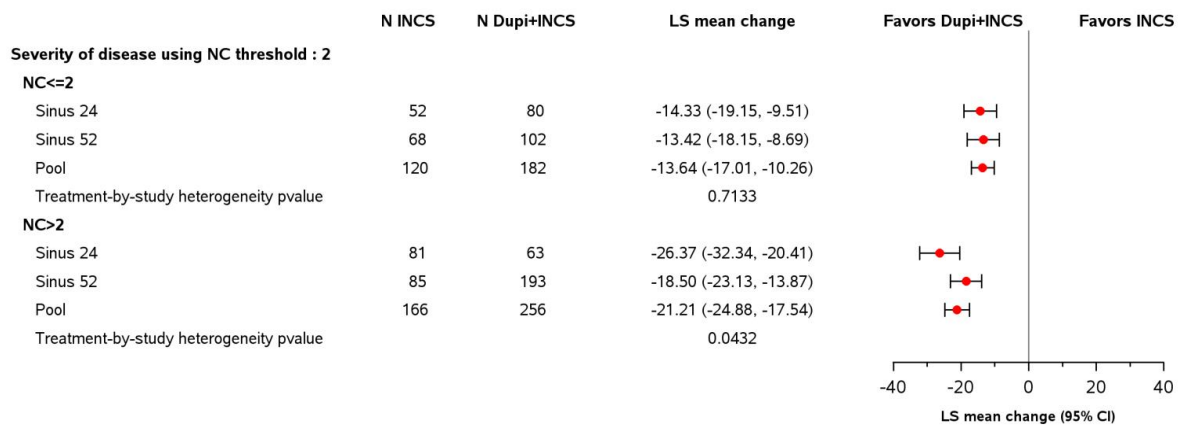 N INCS N Dupi+INCS LS mean change Favors Dupi+INCS Favors INCS
Severity of disease using NC threshold : 2
NC<=2
Sinus 24 52 80 -14.33 (-19.15, -9.51)
Sinus 52 68 102 -13.42 (-18.15, -8.69)
Pool 120 182 -13.64 (-17.01, -10.26)
Treatment-by-study heterogeneity pvalue 0.7133
NC>2
Sinus 24 81 63 -26.37 (-32.34, -20.41)
Sinus 52 85 193 -18.50 (-23.13, -13.87)
Pool 166 256 -21.21 (-24.88, -17.54)
Treatment-by-study heterogeneity pvalue 0.0432
-40 -20 0 20 40
LS mean change (95% CI)